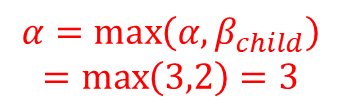 α = max(α, β_child)
= max(3,2) = 3